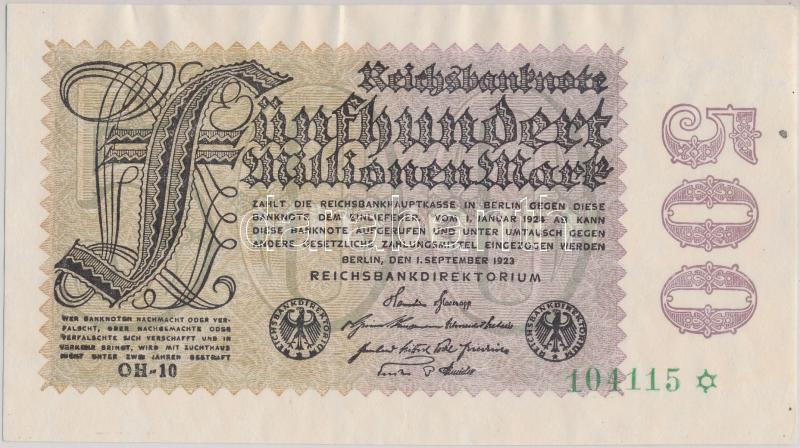 Reichsbanknote
Fünfhundert
Millionen Mark
ZAHLT DIE REICHSBANKHAUPTKASSE IN BERLIN GEGEN DIESE
BANKNOTE DEM EINLIEFERER. VOM 1. JANUAR 1924 AB KANN
DIESE BANKNOTE AUFGERUFEN UND UNTER UMTAUSCH GEGEN
ANDERE GESETZLICHE ZAHLUNGSMITTEL EINGEZOGEN WERDEN
BERLIN, DEN 1. SEPTEMBER 1923
REICHSBANKDIREKTORIUM
WER BANKNOTEN NACHMACHT ODER VER-
FÄLSCHT, ODER NACHGEMACHTE ODER
VERFÄLSCHTE SICH VERSCHAFFT UND IN
VERKEHR BRINGT, WIRD MIT ZUCHTHAUS
NICHT UNTER ZWEI JAHREN BESTRAFT
OH-10
REICHSBANKDIREKTORIUM
REICHSBANKDIREKTORIUM
104115
500